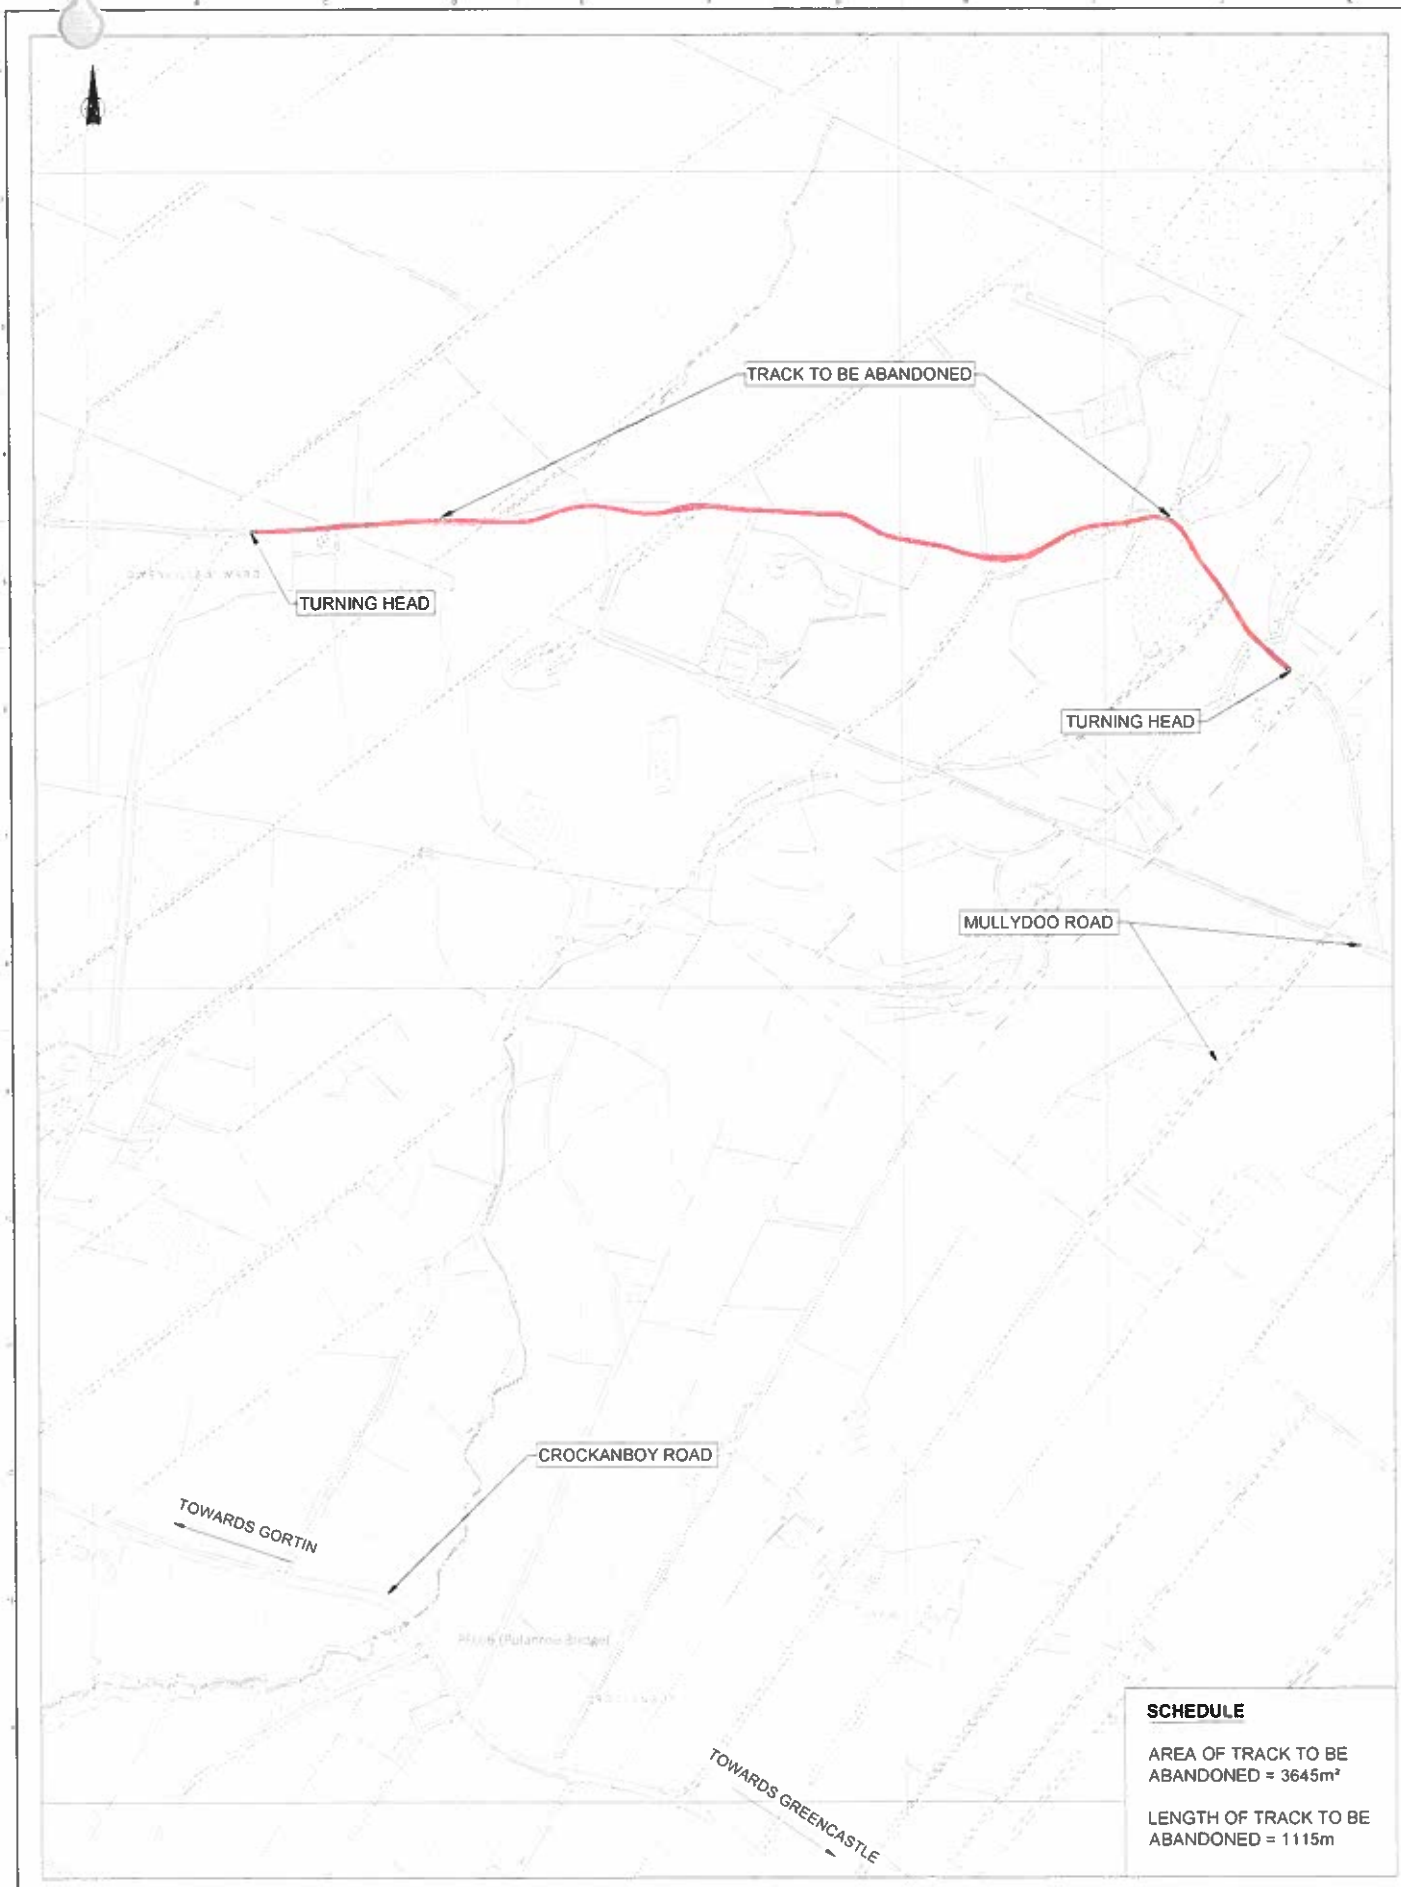 TRACK TO BE ABANDONED
TURNING HEAD
TURNING HEAD
MULLYDOO ROAD
CROCKANBOY ROAD
TOWARDS GORTIN
TOWARDS GREENCASTLE
SCHEDULE
AREA OF TRACK TO BE
ABANDONED = 3645m²
LENGTH OF TRACK TO BE
ABANDONED = 1115m